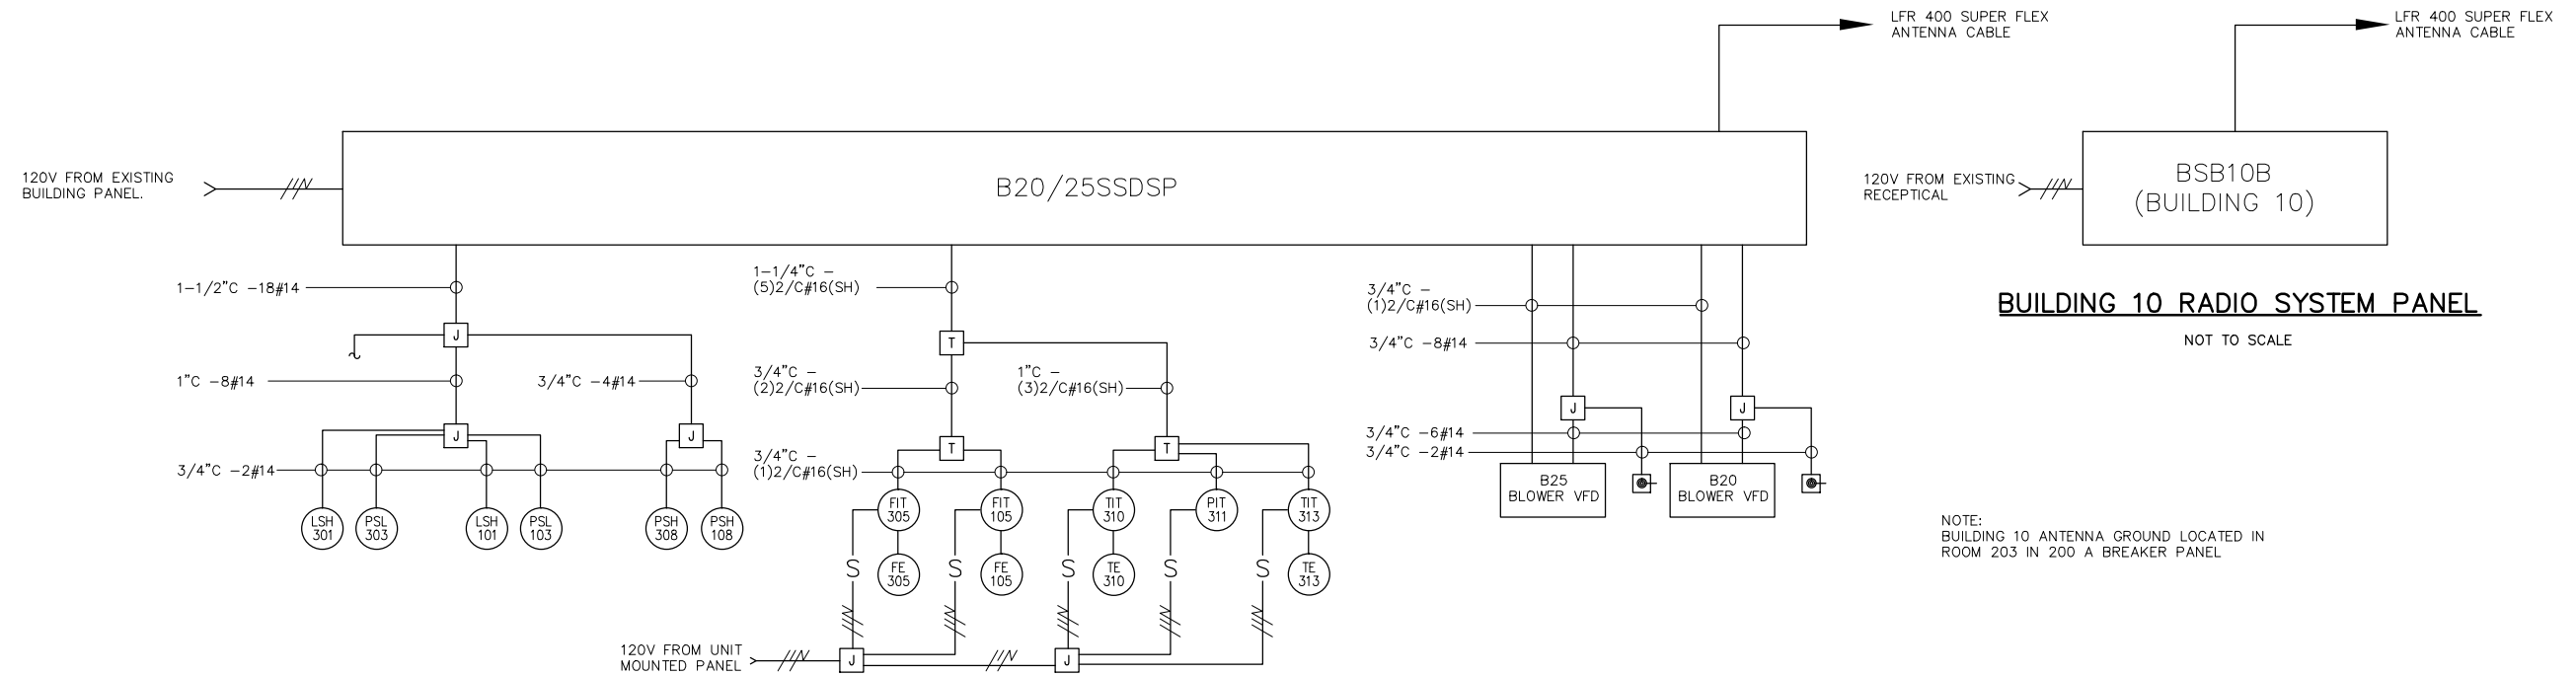 LFR 400 SUPER FLEX
ANTENNA CABLE
LFR 400 SUPER FLEX
ANTENNA CABLE
120V FROM EXISTING
BUILDING PANEL.
B20/25SSDSP
120V FROM EXISTING
RECEPTICAL
BSB10B
(BUILDING 10)
1-1/2"C -18#14
1-1/4"C -
(5)2/C#16(SH)
3/4"C -
(1)2/C#16(SH)
BUILDING 10 RADIO SYSTEM PANEL
NOT TO SCALE
J
T
3/4"C -8#14
1"C -8#14
3/4"C -4#14
3/4"C -
(2)2/C#16(SH)
1"C -
(3)2/C#16(SH)
J
J
J
J
T
T
3/4"C -6#14
3/4"C -2#14
3/4"C -2#14
3/4"C -
(1)2/C#16(SH)
B25
BLOWER VFD
B20
BLOWER VFD
LSH
301
PSL
303
LSH
101
PSL
103
PSH
308
PSH
108
FIT
305
FIT
105
TIT
310
PIT
311
TIT
313
S
FE
305
S
FE
105
S
TE
310
S
S
TE
313
NOTE:
BUILDING 10 ANTENNA GROUND LOCATED IN
ROOM 203 IN 200 A BREAKER PANEL
N
N
N
N
N
120V FROM UNIT
MOUNTED PANEL
J
J